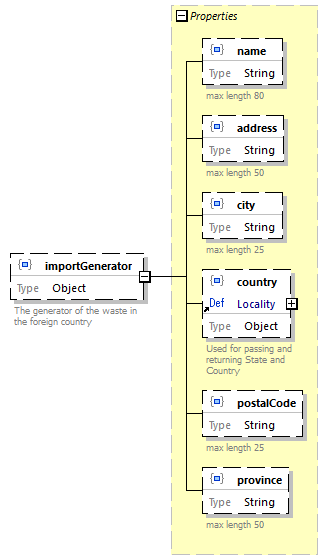 Properties
name
Type String
max length 80
address
Type String
max length 50
city
Type String
max length 25
importGenerator
Type Object
The generator of the waste in
the foreign country
country
Def Locality
Type Object
Used for passing and
returning State and
Country
postalCode
Type String
max length 25
province
Type String
max length 50